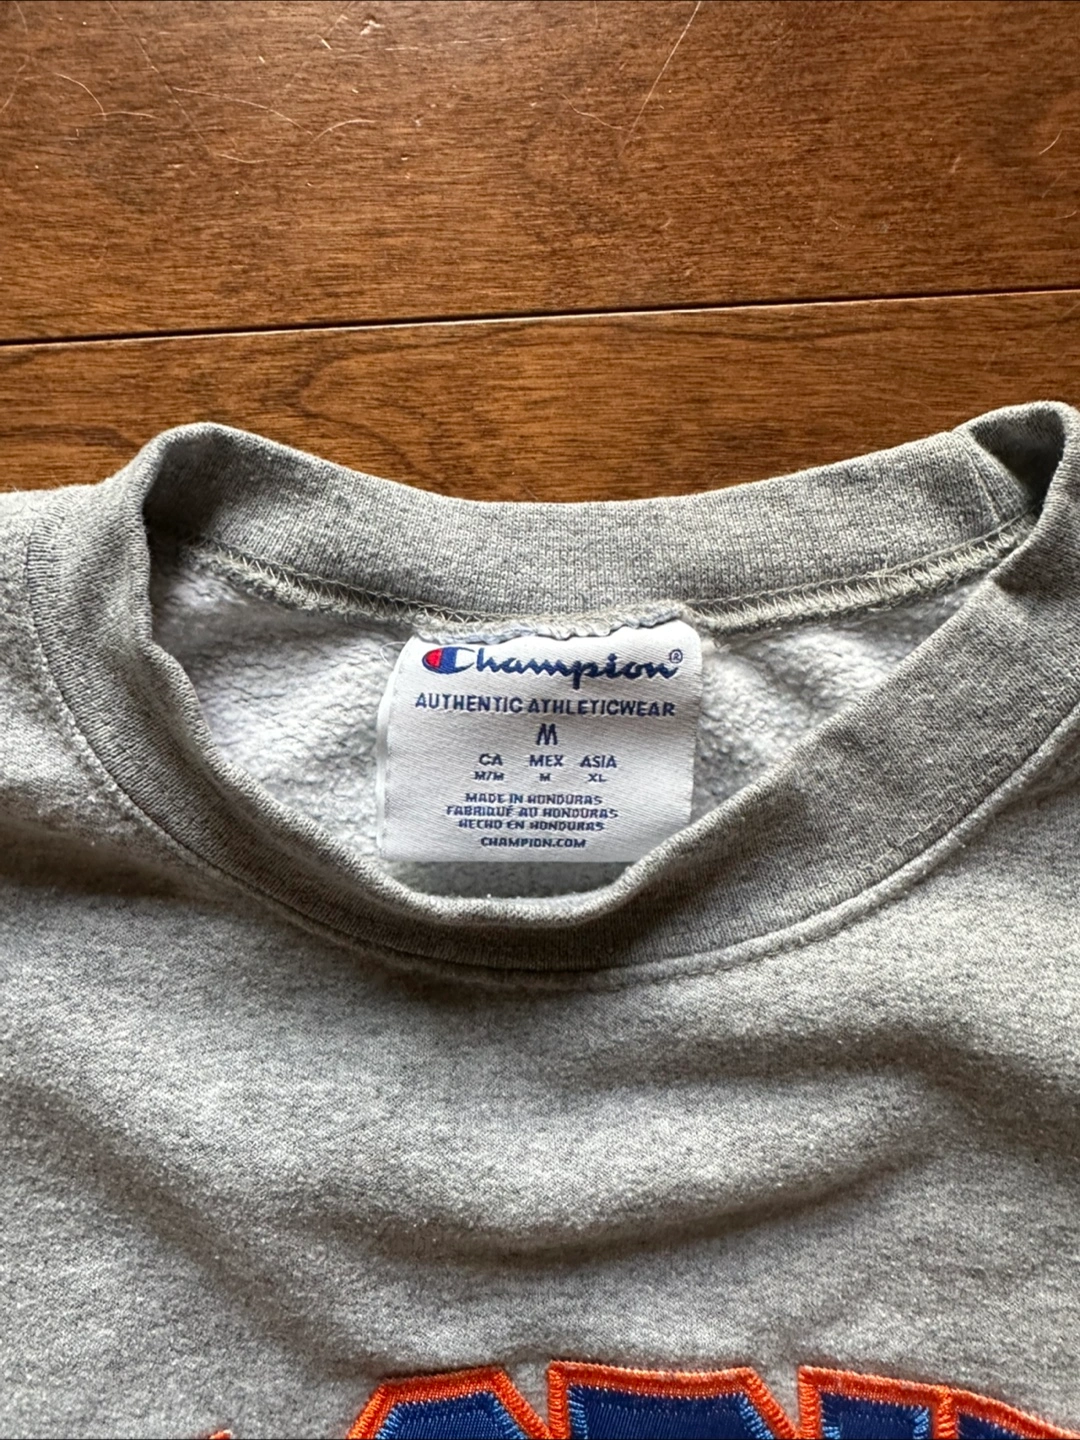 Champion®
AUTHENTIC ATHLETICWEAR
M
CA MEX ASIA
M/M M XL
MADE IN HONDURAS
FABRIQUÉ AU HONDURAS
HECHO EN HONDURAS
CHAMPION.COM